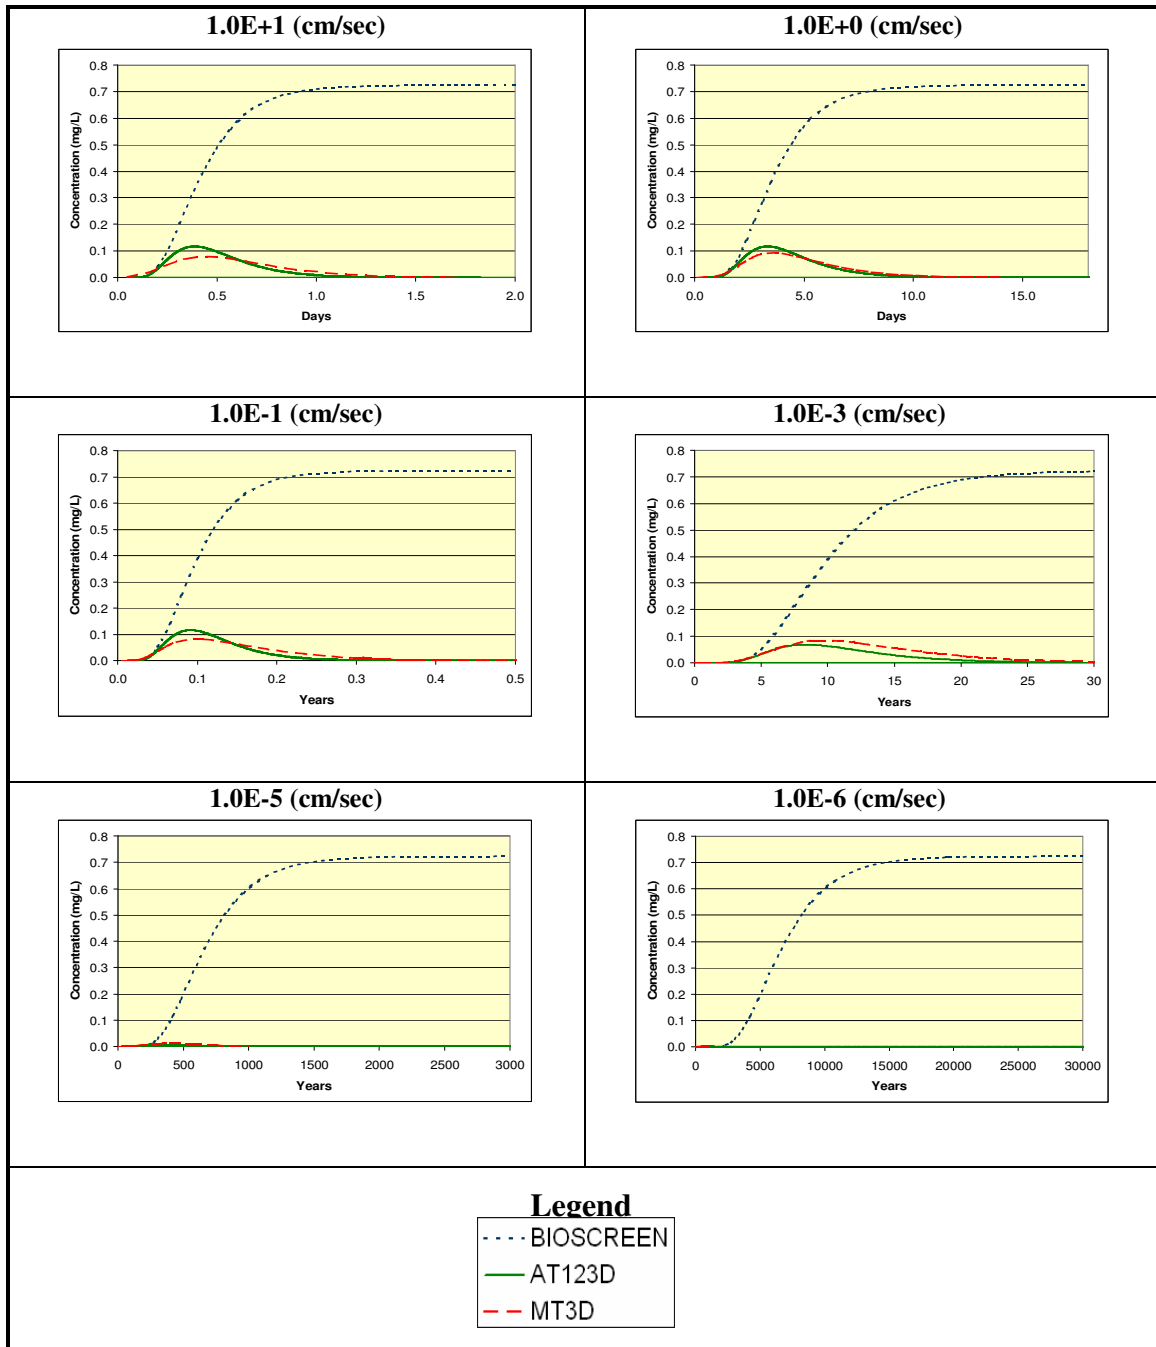 1.0E+1 (cm/sec)
Concentration (mg/L)
0.8
0.7
0.6
0.5
0.4
0.3
0.2
0.1
0.0
0.0 0.5 1.0 1.5 2.0
Days
1.0E+0 (cm/sec)
Concentration (mg/L)
0.8
0.7
0.6
0.5
0.4
0.3
0.2
0.1
0.0
0.0 5.0 10.0 15.0
Days
1.0E-1 (cm/sec)
Concentration (mg/L)
0.8
0.7
0.6
0.5
0.4
0.3
0.2
0.1
0.0
0.0 0.1 0.2 0.3 0.4 0.5
Years
1.0E-3 (cm/sec)
Concentration (mg/L)
0.8
0.7
0.6
0.5
0.4
0.3
0.2
0.1
0.0
0 5 10 15 20 25 30
Years
1.0E-5 (cm/sec)
Concentration (mg/L)
0.8
0.7
0.6
0.5
0.4
0.3
0.2
0.1
0.0
0 500 1000 1500 2000 2500 3000
Years
1.0E-6 (cm/sec)
Concentration (mg/L)
0.8
0.7
0.6
0.5
0.4
0.3
0.2
0.1
0.0
0 5000 10000 15000 20000 25000 30000
Years
Legend
BIOSCREEN
AT123D
MT3D